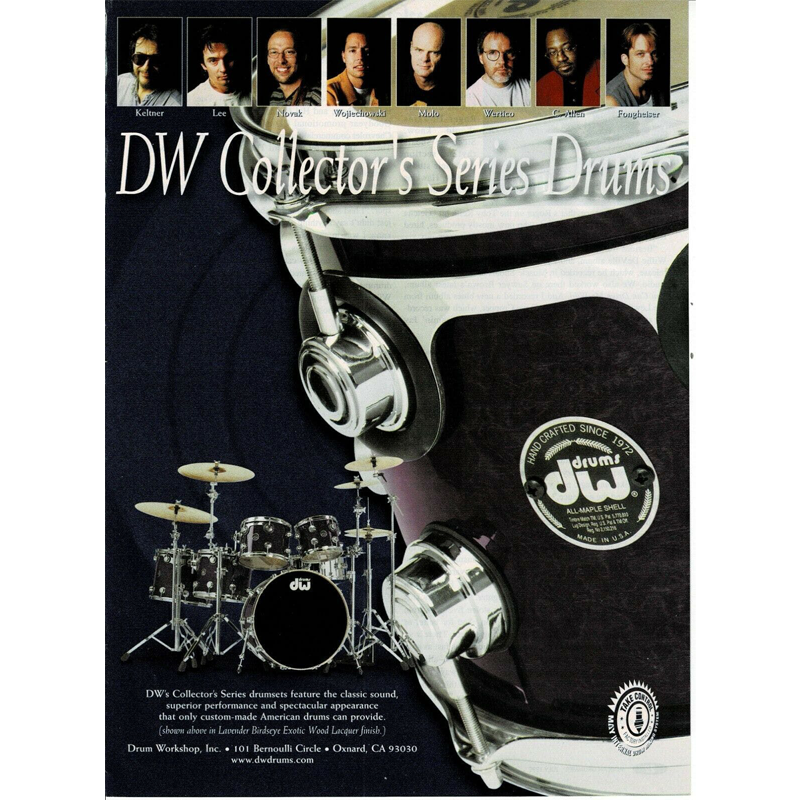 Keltner Lee Novak Wojiechowski Molo Wertico C. Allen Fongheiser
DW Collector's Series Drums
HAND CRAFTED SINCE 1972
drums
dw
®
ALL-MAPLE SHELL
MADE IN U.S.A.
drums
dw
DW's Collector's Series drumsets feature the classic sound,
superior performance and spectacular appearance
that only custom-made American drums can provide.
(shown above in Lavender Birdseye Exotic Wood Lacquer finish.)
Drum Workshop, Inc. • 101 Bernoulli Circle • Oxnard, CA 93030
www.dwdrums.com
TAKE CONTROL